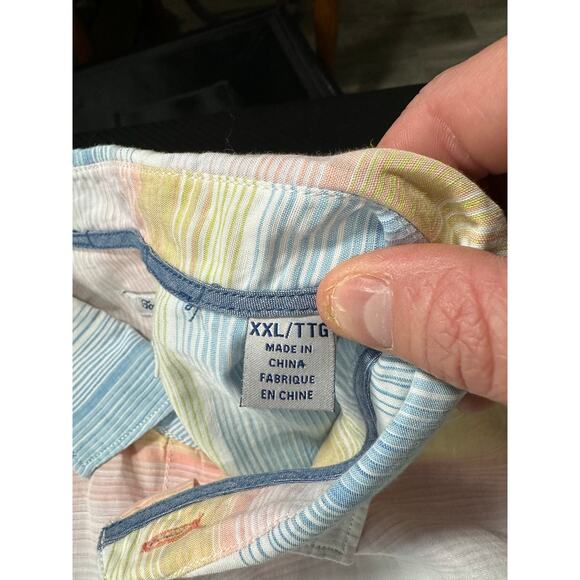 XXL/TTG
MADE IN
CHINA
FABRIQUE
EN CHINE